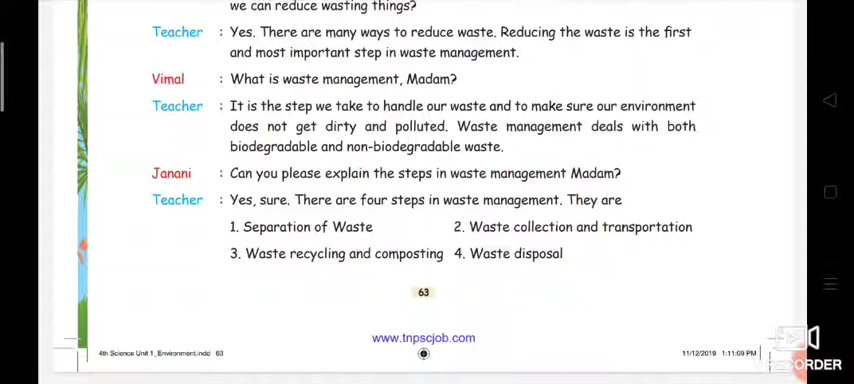 we can reduce wasting things?
Teacher : Yes. There are many ways to reduce waste. Reducing the waste is the first
and most important step in waste management.
Vimal : What is waste management, Madam?
Teacher : It is the step we take to handle our waste and to make sure our environment
does not get dirty and polluted. Waste management deals with both
biodegradable and non-biodegradable waste.
Janani : Can you please explain the steps in waste management Madam?
Teacher : Yes, sure. There are four steps in waste management. They are
1. Separation of Waste 2. Waste collection and transportation
3. Waste recycling and composting 4. Waste disposal
63
www.tnpscjob.com
4th Science Unit 1_Environment.indd 63 11/12/2019 1:11:09 PM